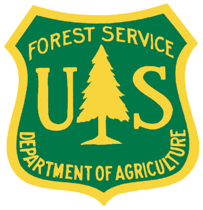 FOREST SERVICE
U S
DEPARTMENT OF AGRICULTURE